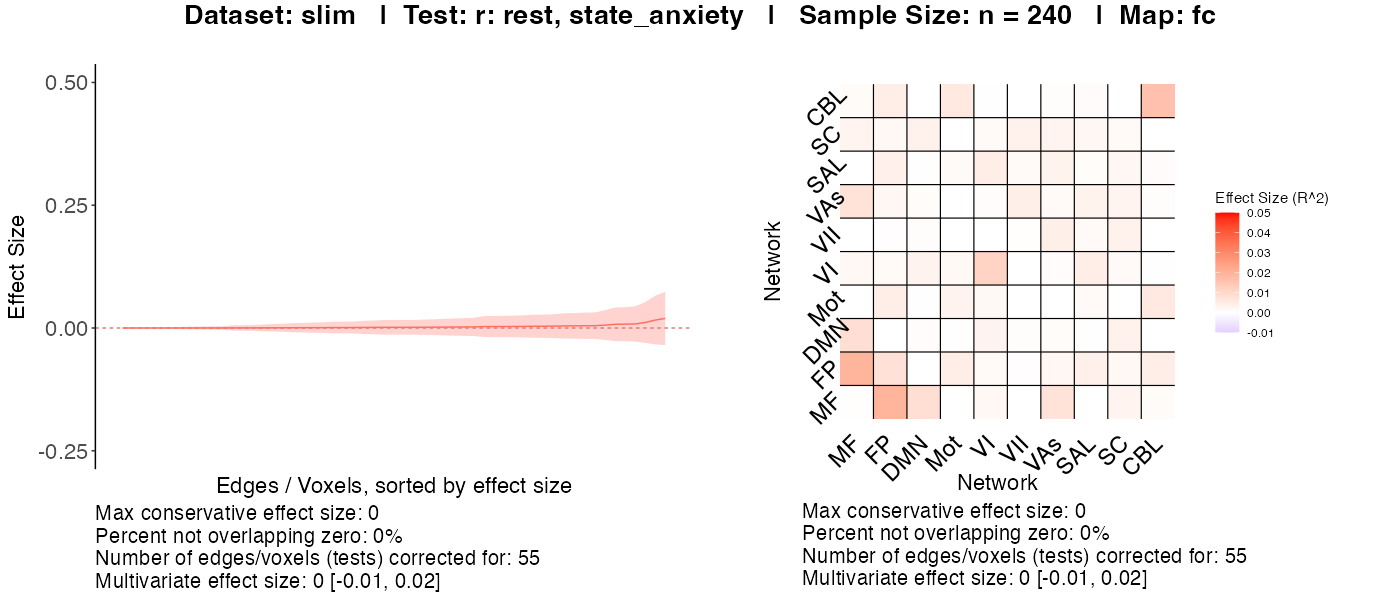 Dataset: slim | Test: r: rest, state_anxiety | Sample Size: n = 240 | Map: fc
0.50
0.25
0.00
-0.25
Effect Size
Edges / Voxels, sorted by effect size
Max conservative effect size: 0
Percent not overlapping zero: 0%
Number of edges/voxels (tests) corrected for: 55
Multivariate effect size: 0 [-0.01, 0.02]
Network
CBL
SC
SAL
VAs
VII
VI
Mot
DMN
FP
MF
MF
FP
DMN
Mot
VI
VII
VAs
SAL
SC
CBL
Network
Effect Size (R^2)
0.05
0.04
0.03
0.02
0.01
0.00
-0.01
Max conservative effect size: 0
Percent not overlapping zero: 0%
Number of edges/voxels (tests) corrected for: 55
Multivariate effect size: 0 [-0.01, 0.02]